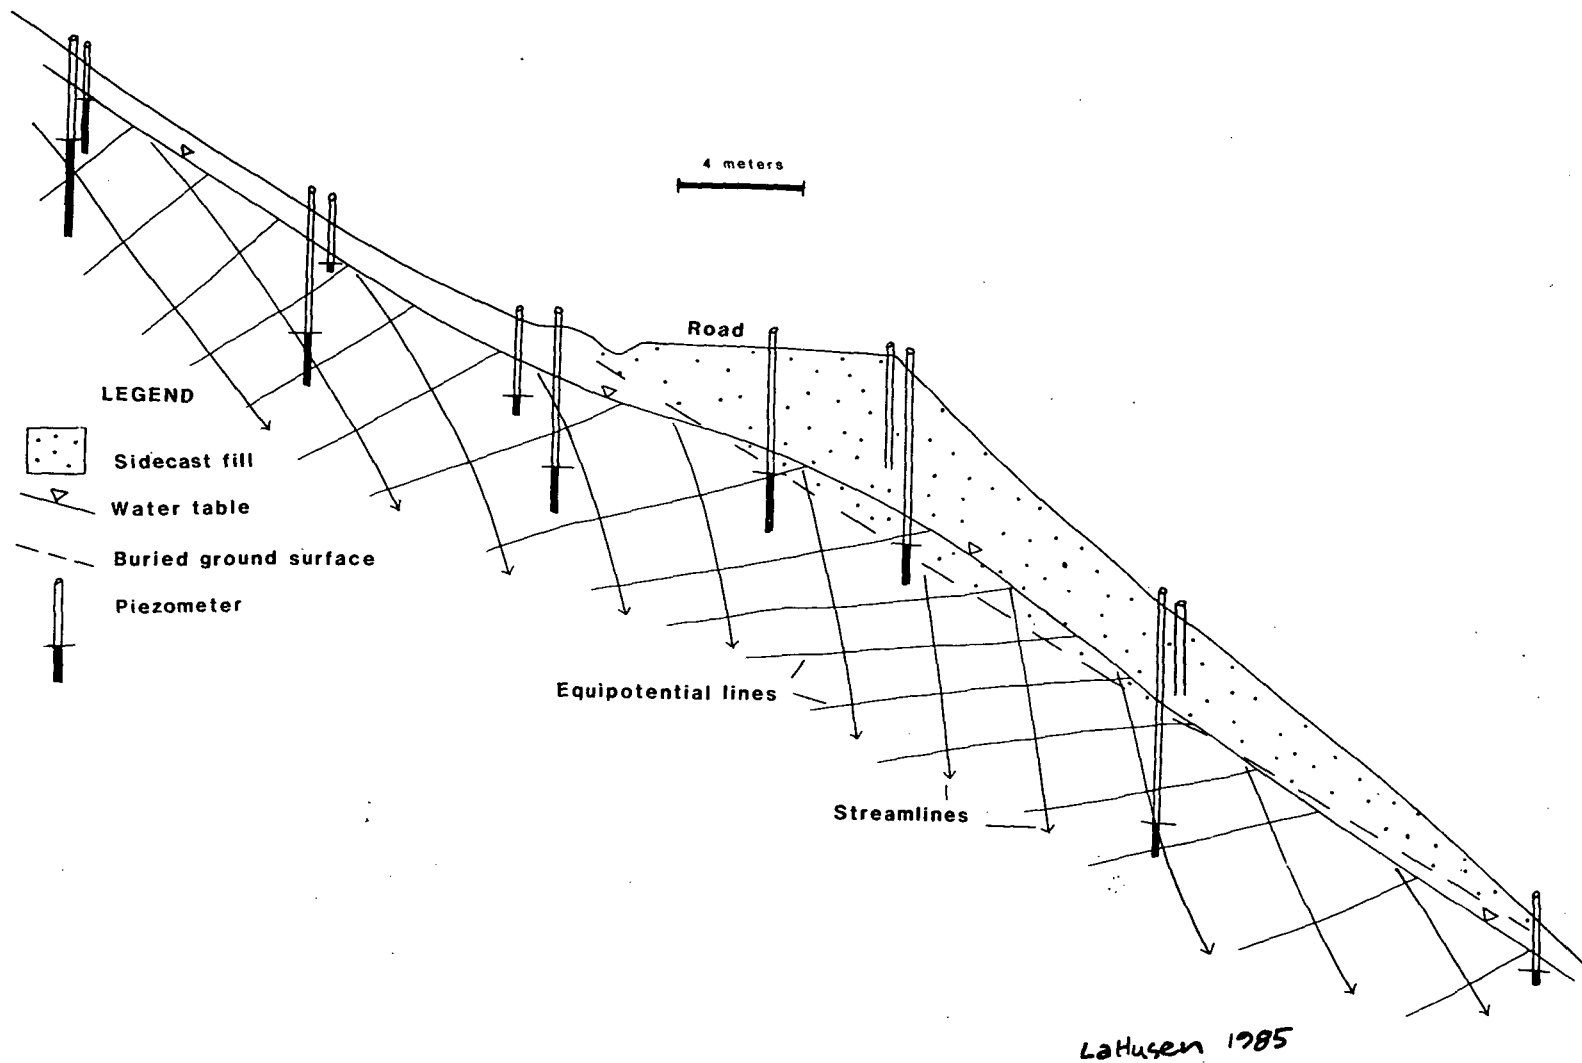 4 meters
Road
LEGEND
Sidecast fill
Water table
Buried ground surface
Piezometer
Equipotential lines
Streamlines
LaHusen 1985